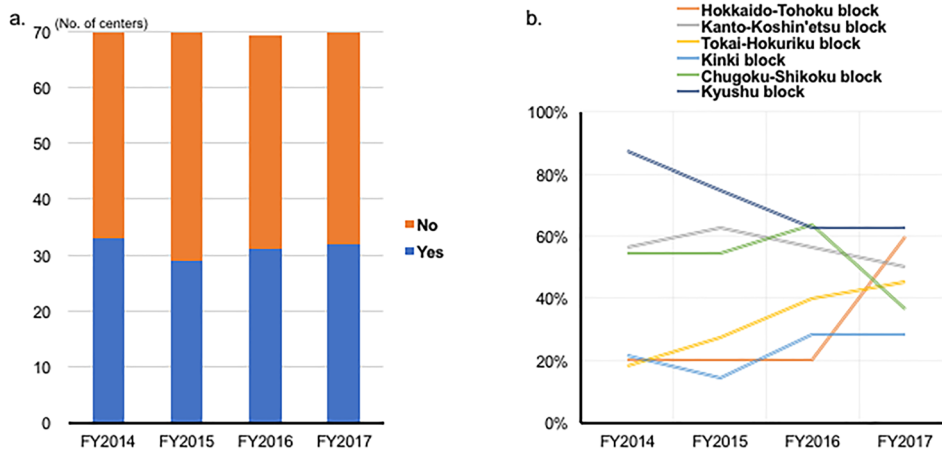 a.
(No. of centers)
70
60
50
40
30
20
10
0
FY2014 FY2015 FY2016 FY2017
No
Yes
b.
Hokkaido-Tohoku block
Kanto-Koshin'etsu block
Tokai-Hokuriku block
Kinki block
Chugoku-Shikoku block
Kyushu block
100%
80%
60%
40%
20%
0%
FY2014 FY2015 FY2016 FY2017